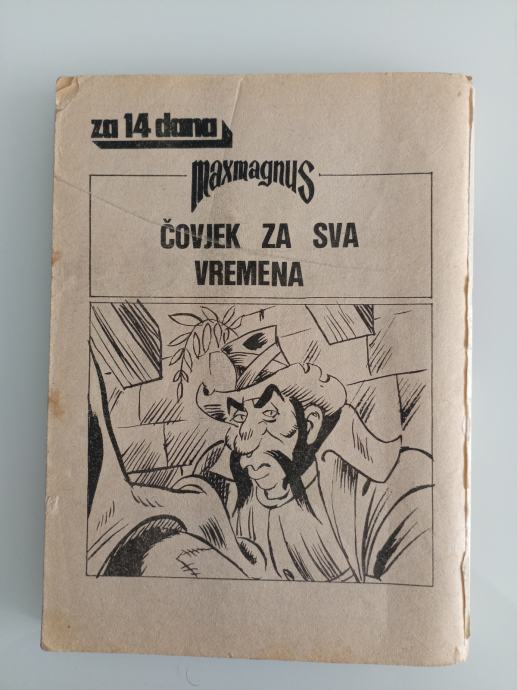 za 14 dana
maxmagnus
ČOVJEK ZA SVA
VREMENA